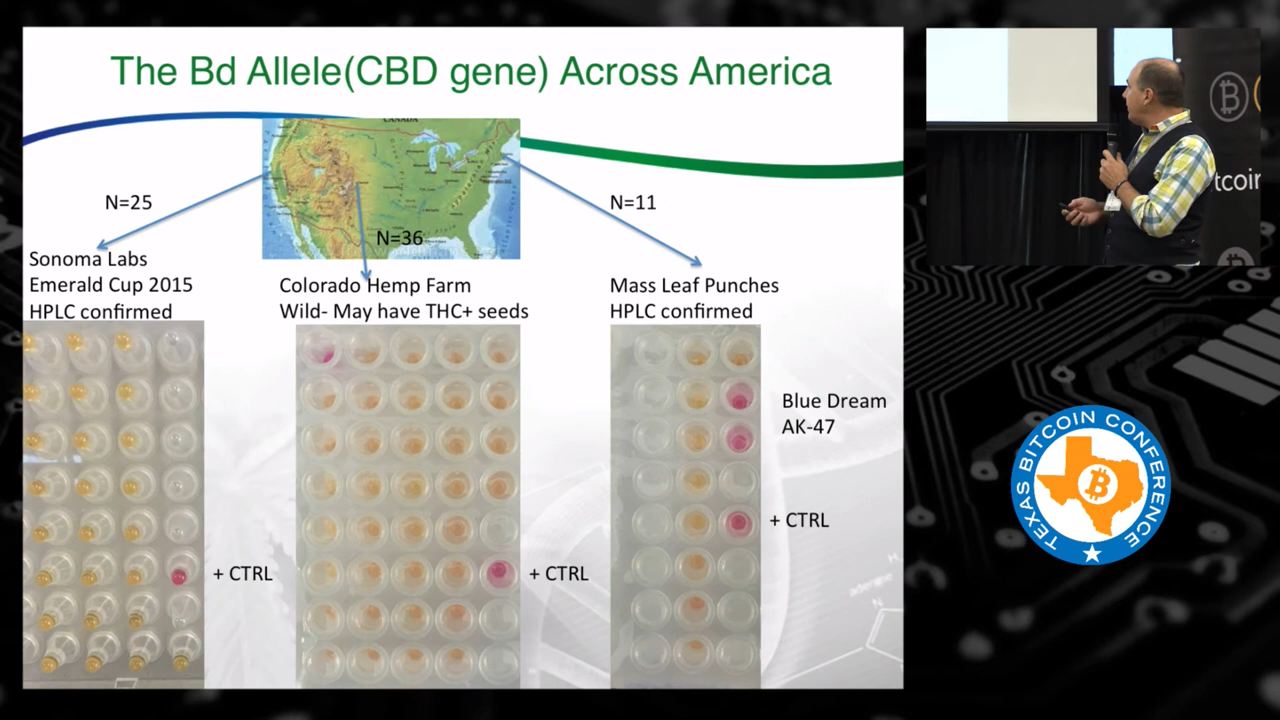 The Bd Allele(CBD gene) Across America
CANADA
N=25
N=36
N=11
Sonoma Labs
Emerald Cup 2015
HPLC confirmed
Colorado Hemp Farm
Wild- May have THC+ seeds
Mass Leaf Punches
HPLC confirmed
Blue Dream
AK-47
+ CTRL
+ CTRL
+ CTRL
adenine
tcoin
TEXAS BITCOIN CONFERENCE